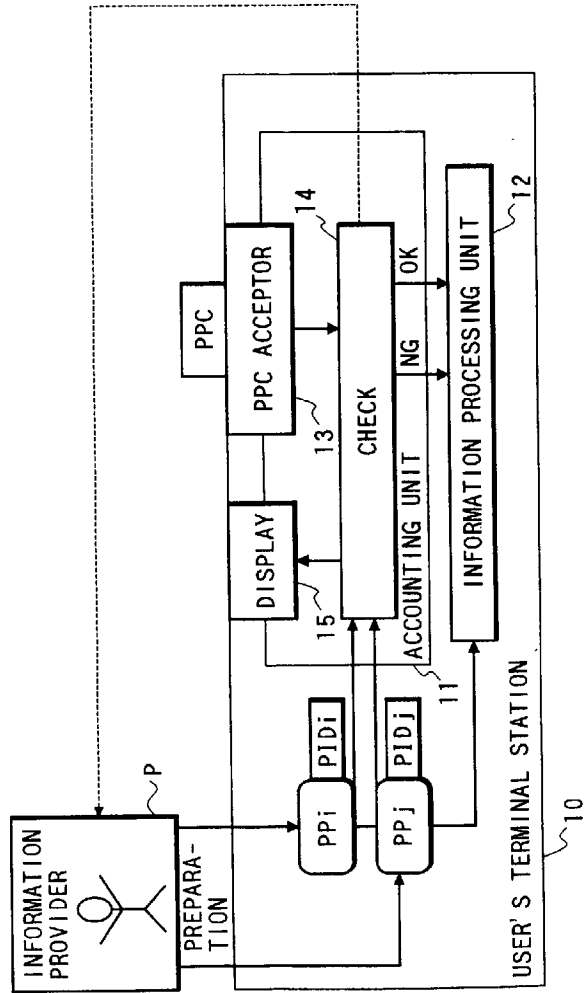 INFORMATION
PROVIDER
P
PREPARA-
TION
PPC
DISPLAY
PPC ACCEPTOR
15
13
14
CHECK
PPi
PIDi
PPj
PIDj
NG
OK
11
ACCOUNTING UNIT
INFORMATION PROCESSING UNIT
12
USER'S TERMINAL STATION
10